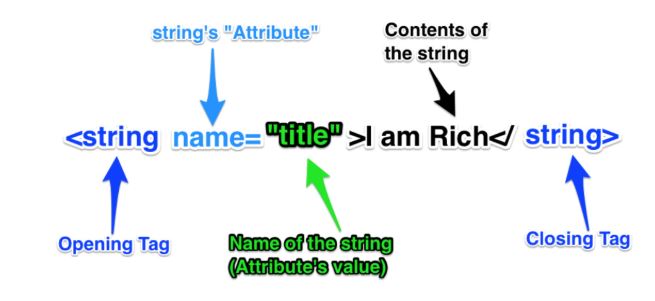 string's "Attribute"
Contents of
the string
<string name= "title" >I am Rich</ string>
Opening Tag
Name of the string
(Attribute's value)
Closing Tag